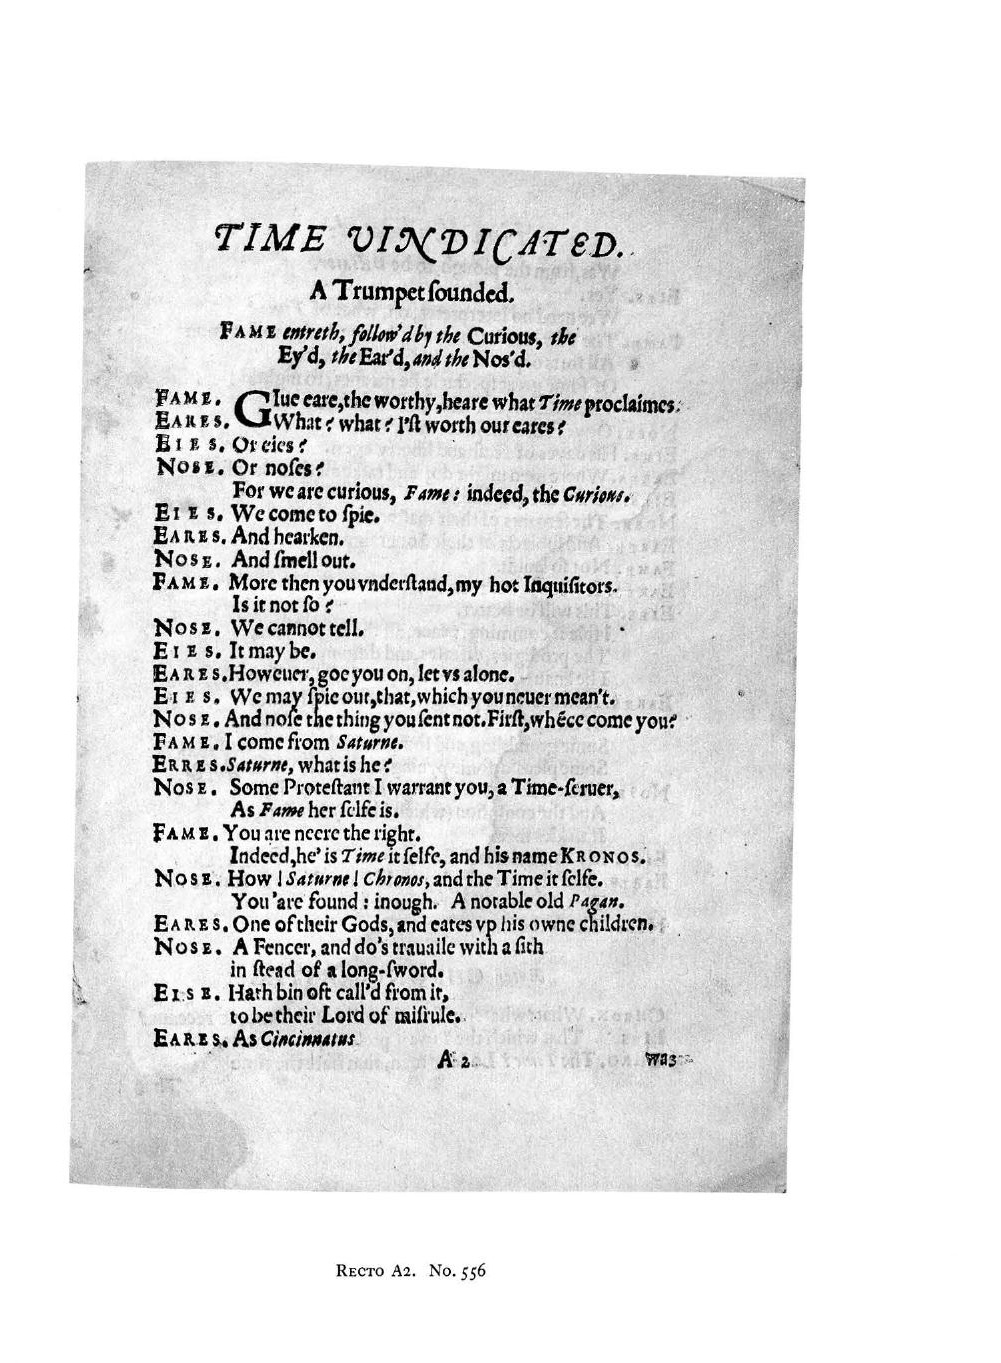 TIME VINDICATED.
A Trumpet ſounded.
FAME entreth, follow'd by the Curious, the
Ey'd, the Ear'd, and the Nos'd.
FAME. GIue eare, the worthy, heare what Time proclaimes.
EARES. What? what? I'ſt worth our eares?
EIES. Or eies?
NOSE. Or noſes?
For we are curious, Fame: indeed, the Curious.
EIES. We come to ſpie.
EARES. And hearken.
NOSE. And ſmell out.
FAME. More then you vnderſtand, my hot Inquiſitors.
Is it not ſo?
NOSE. We cannot tell.
EIES. It may be.
EARES. Howeuer, goe you on, let vs alone.
EIES. We may ſpie out, that, which you neuer mean't.
NOSE. And noſe the thing you ſent not. Firſt, whēce come you?
FAME. I come from Saturne.
ERRES. Saturne, what is he?
NOSE. Some Proteſtant I warrant you, a Time-ſeruer,
As Fame her ſelfe is.
FAME. You are neere the right.
Indeed, he' is Time it ſelfe, and his name KRONOS.
NOSE. How! Saturne! Chronos, and the Time it ſelfe.
You 'are found: inough. A notable old Pagan.
EARES. One of their Gods, and eates vp his owne children.
NOSE. A Fencer, and do's trauaile with a ſith
in ſtead of a long-ſword.
EISE. Hath bin oft call'd from it,
to be their Lord of miſrule.
EARES. As Cincinnatus
A 2 Was
RECTO A2. No. 556